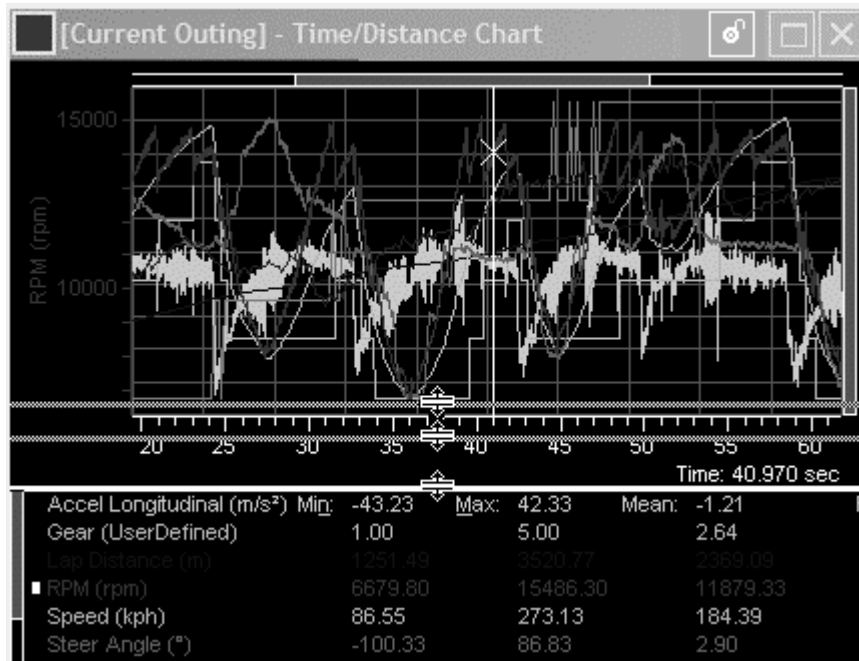 [Current Outing] - Time/Distance Chart
15000
RPM (rpm)
10000
20 25 30 35 40 45 50 55 60
Time: 40.970 sec
Accel Longitudinal (m/s²) Min: -43.23 Max: 42.33 Mean: -1.21
Gear (UserDefined) 1.00 5.00 2.64
Lap Distance (m) 1251.49 3520.77 2369.09
RPM (rpm) 6679.80 15486.30 11879.33
Speed (kph) 86.55 273.13 184.39
Steer Angle (°) -100.33 86.83 2.90